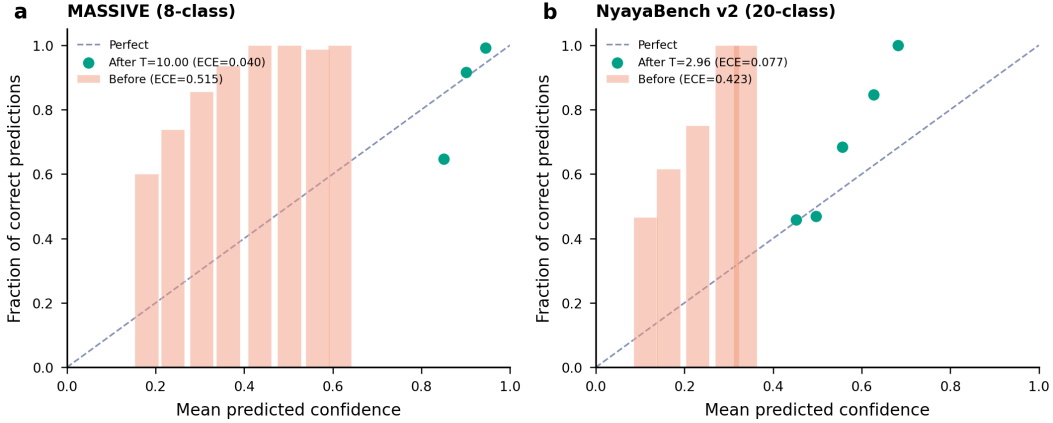 a
MASSIVE (8-class)
Perfect
After T=10.00 (ECE=0.040)
Before (ECE=0.515)
Fraction of correct predictions
1.0
0.8
0.6
0.4
0.2
0.0
0.0 0.2 0.4 0.6 0.8 1.0
Mean predicted confidence
b
NyayaBench v2 (20-class)
Perfect
After T=2.96 (ECE=0.077)
Before (ECE=0.423)
Fraction of correct predictions
1.0
0.8
0.6
0.4
0.2
0.0
0.0 0.2 0.4 0.6 0.8 1.0
Mean predicted confidence